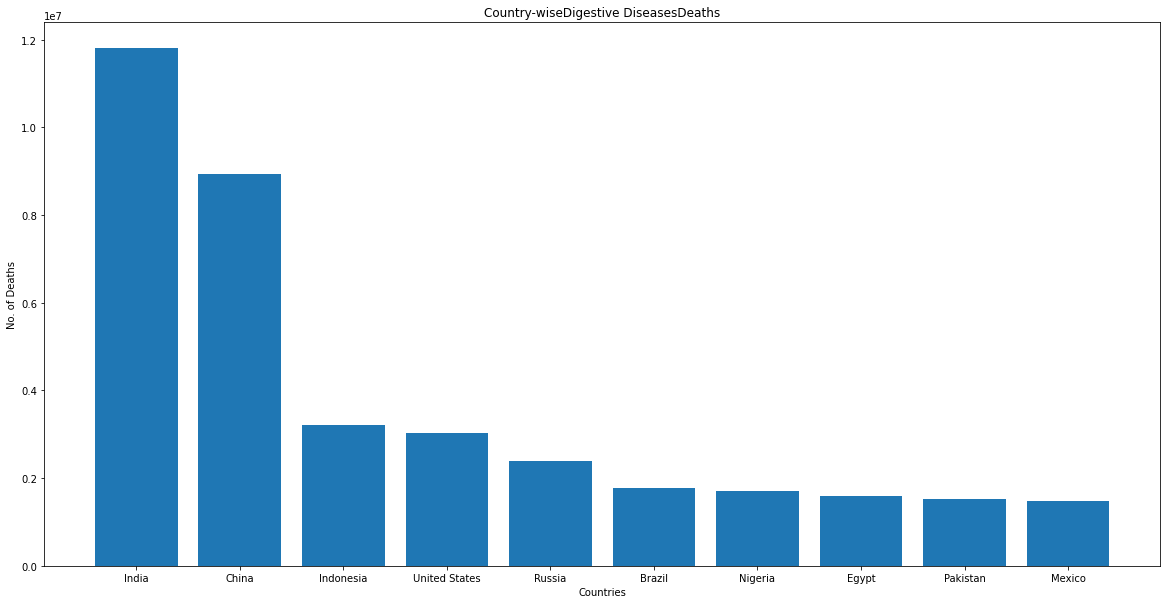 Country-wiseDigestive DiseasesDeaths
1e7
1.2
1.0
0.8
0.6
0.4
0.2
0.0
No. of Deaths
India China Indonesia United States Russia Brazil Nigeria Egypt Pakistan Mexico
Countries